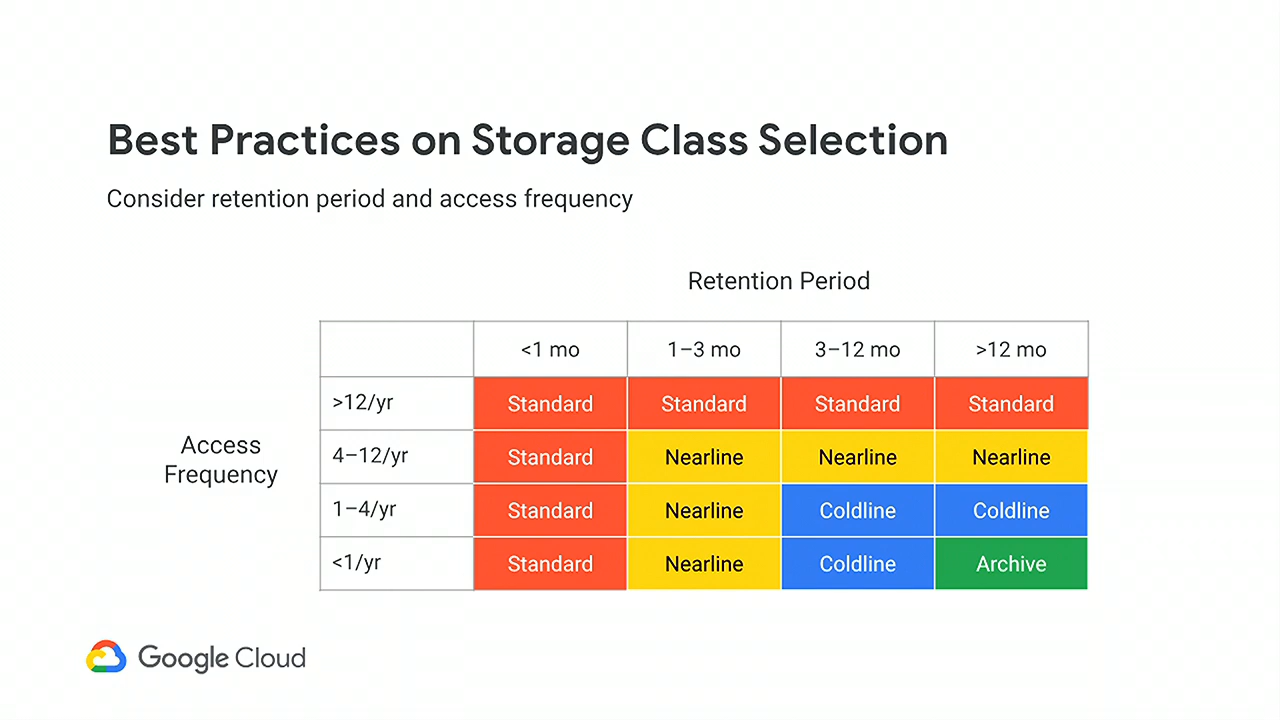 Best Practices on Storage Class Selection
Consider retention period and access frequency
Retention Period
<1 mo
1–3 mo
3–12 mo
>12 mo
>12/yr
Standard
Standard
Standard
Standard
Access
Frequency
4–12/yr
Standard
Nearline
Nearline
Nearline
1–4/yr
Standard
Nearline
Coldline
Coldline
<1/yr
Standard
Nearline
Coldline
Archive
Google Cloud